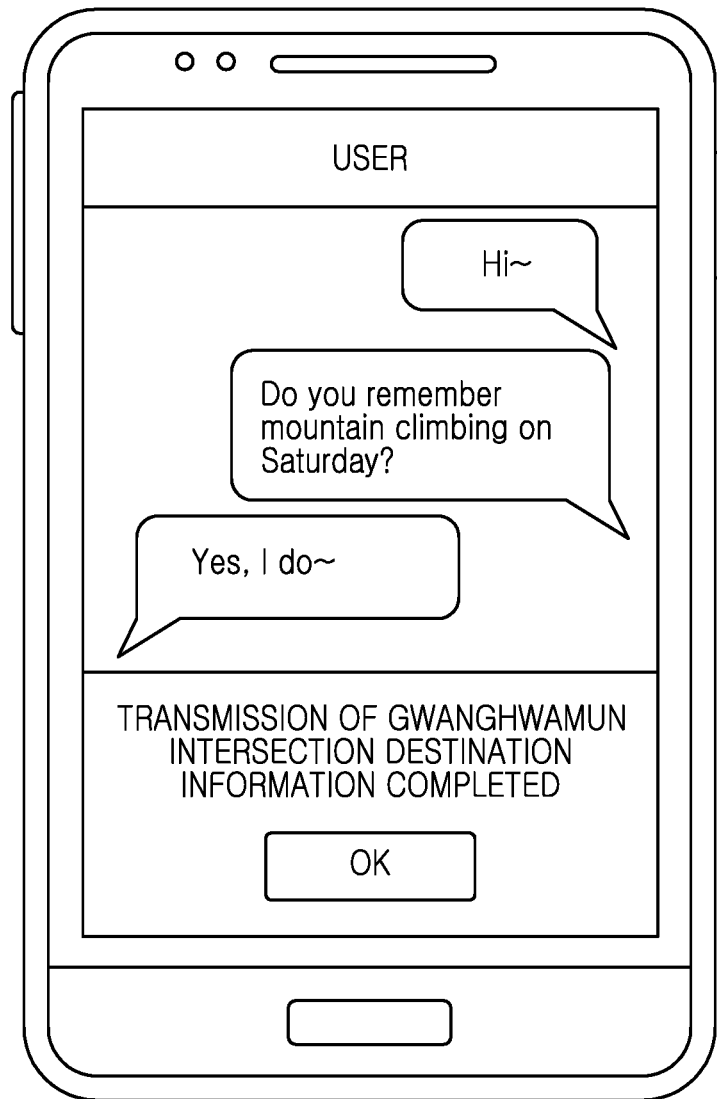 USER
Hi~
Do you remember
mountain climbing on
Saturday?
Yes, I do~
TRANSMISSION OF GWANGHWAMUN
INTERSECTION DESTINATION
INFORMATION COMPLETED
OK